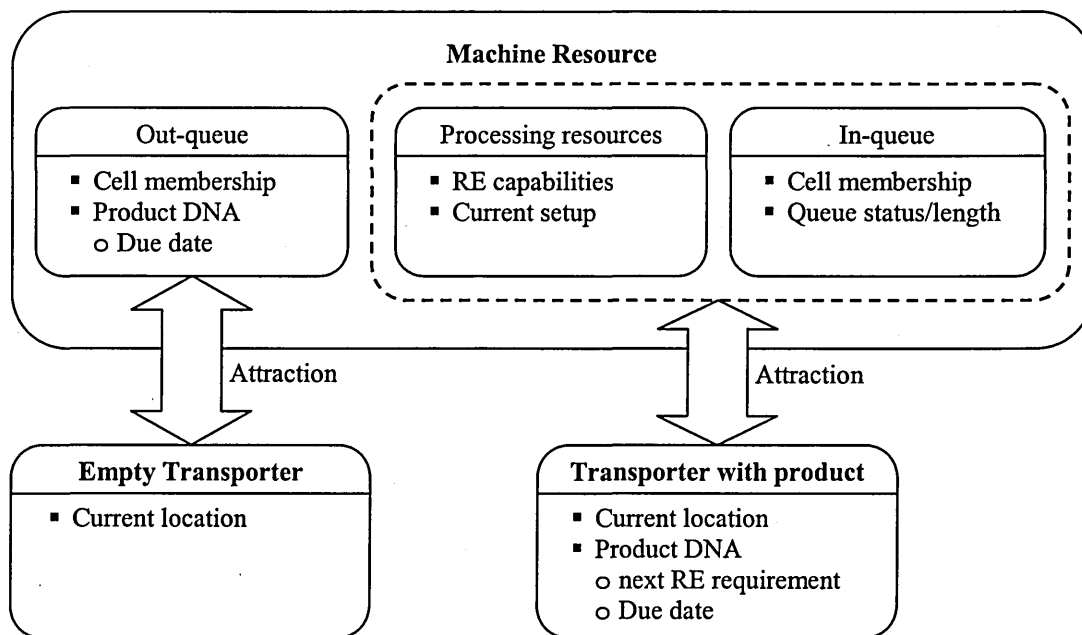 Machine Resource
Out-queue
▪ Cell membership
▪ Product DNA
o Due date
Processing resources
▪ RE capabilities
▪ Current setup
In-queue
▪ Cell membership
▪ Queue status/length
Attraction
Attraction
Empty Transporter
▪ Current location
Transporter with product
▪ Current location
▪ Product DNA
o next RE requirement
o Due date